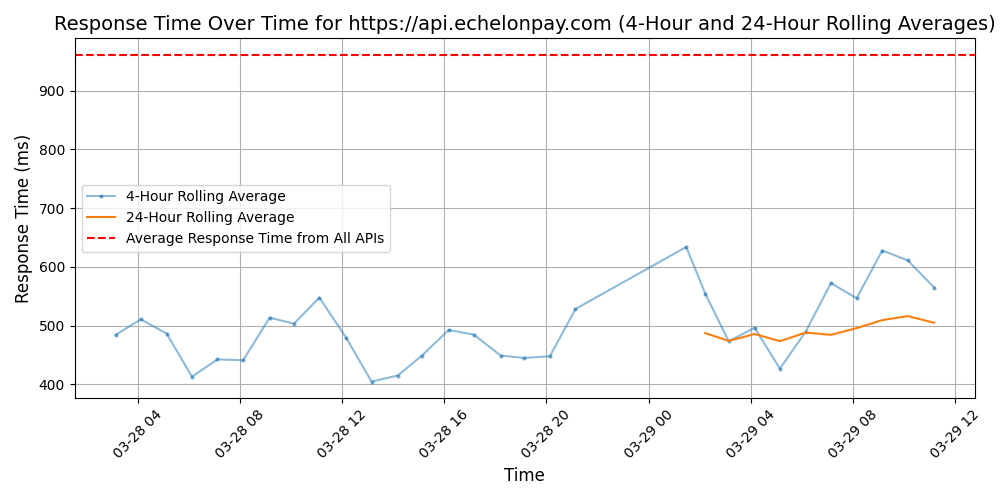 Response Time Over Time for https://api.echelonpay.com (4-Hour and 24-Hour Rolling Averages)
Response Time (ms)
900
800
700
600
500
400
4-Hour Rolling Average
24-Hour Rolling Average
Average Response Time from All APIs
03-28 04
03-28 08
03-28 12
03-28 16
03-28 20
03-29 00
03-29 04
03-29 08
03-29 12
Time